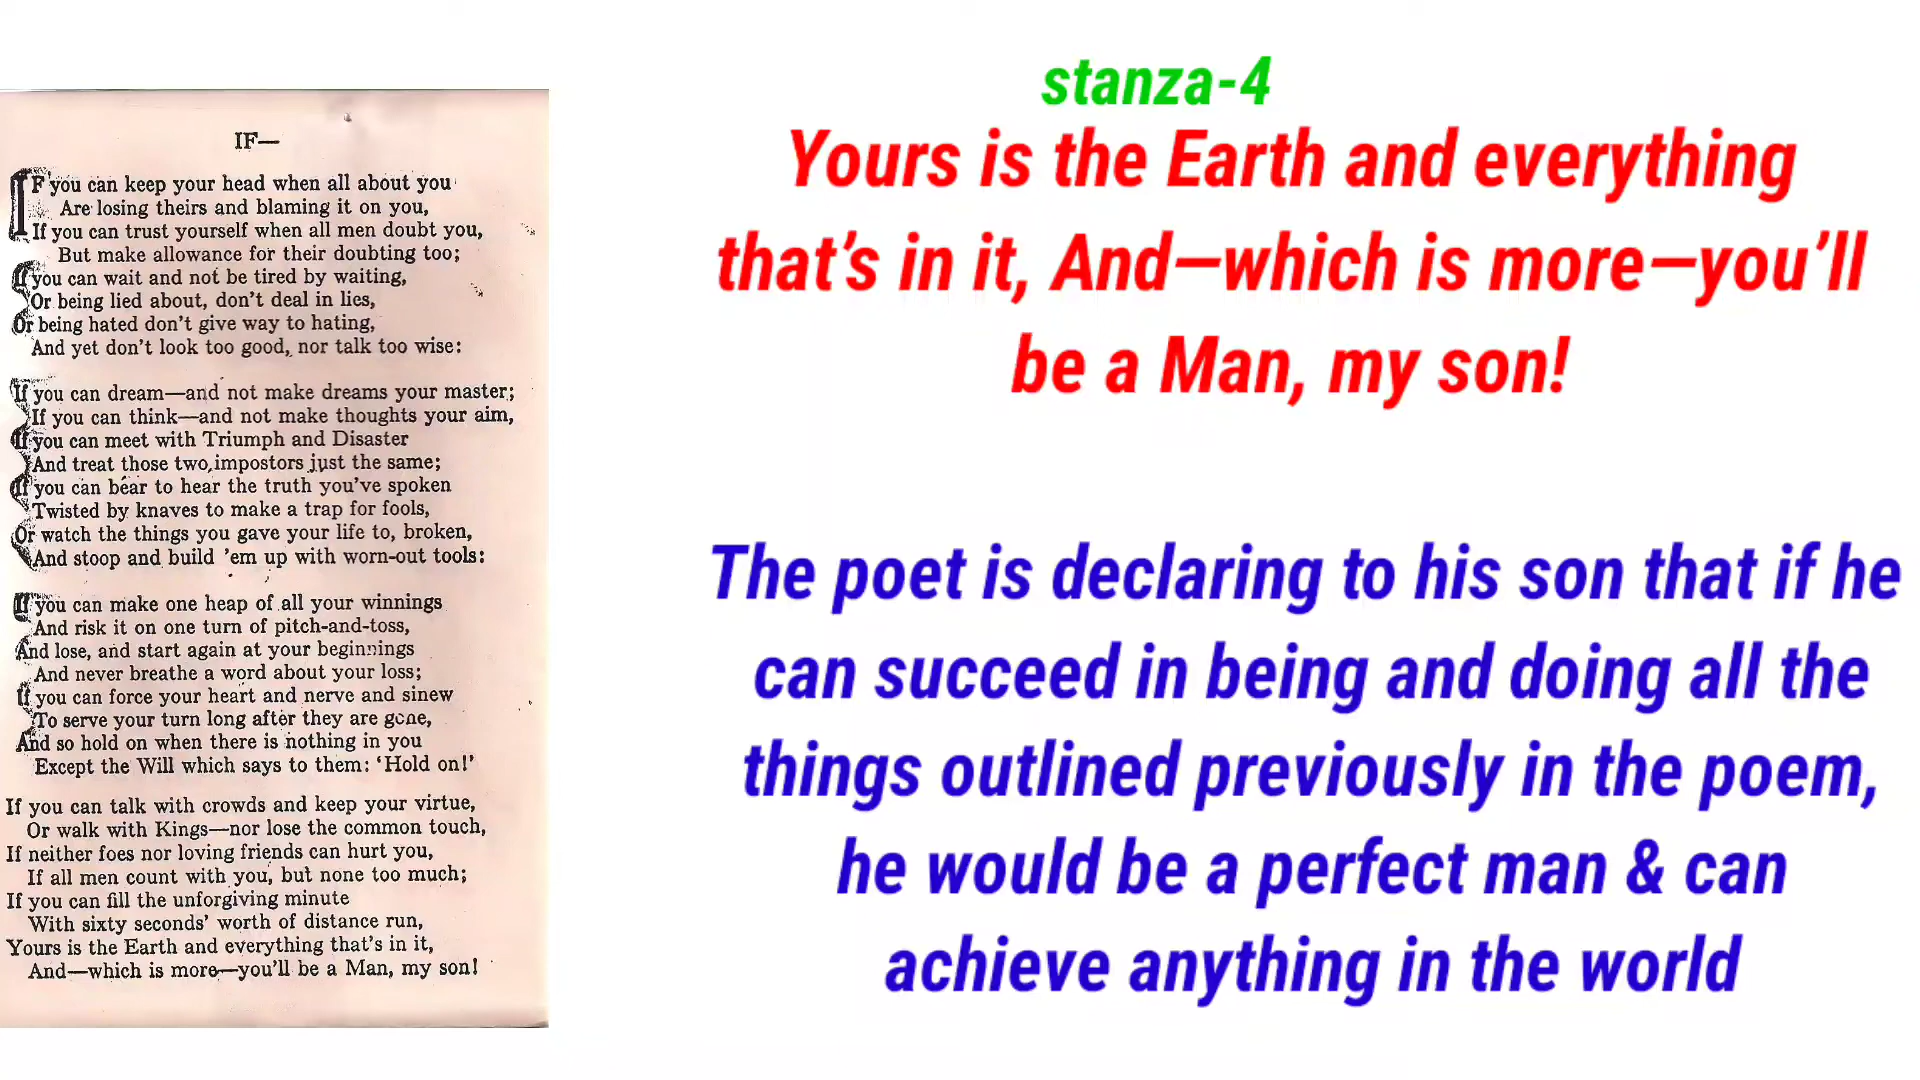 IF—
IF you can keep your head when all about you
Are losing theirs and blaming it on you,
If you can trust yourself when all men doubt you,
But make allowance for their doubting too;
If you can wait and not be tired by waiting,
Or being lied about, don't deal in lies,
Or being hated don't give way to hating,
And yet don't look too good, nor talk too wise:
If you can dream—and not make dreams your master;
If you can think—and not make thoughts your aim,
If you can meet with Triumph and Disaster
And treat those two impostors just the same;
If you can bear to hear the truth you've spoken
Twisted by knaves to make a trap for fools,
Or watch the things you gave your life to, broken,
And stoop and build 'em up with worn-out tools:
If you can make one heap of all your winnings
And risk it on one turn of pitch-and-toss,
And lose, and start again at your beginnings
And never breathe a word about your loss;
If you can force your heart and nerve and sinew
To serve your turn long after they are gone,
And so hold on when there is nothing in you
Except the Will which says to them: 'Hold on!'
If you can talk with crowds and keep your virtue,
Or walk with Kings—nor lose the common touch,
If neither foes nor loving friends can hurt you,
If all men count with you, but none too much;
If you can fill the unforgiving minute
With sixty seconds' worth of distance run,
Yours is the Earth and everything that's in it,
And—which is more—you'll be a Man, my son!
stanza-4
Yours is the Earth and everything
that's in it, And—which is more—you'll
be a Man, my son!
The poet is declaring to his son that if he
can succeed in being and doing all the
things outlined previously in the poem,
he would be a perfect man & can
achieve anything in the world